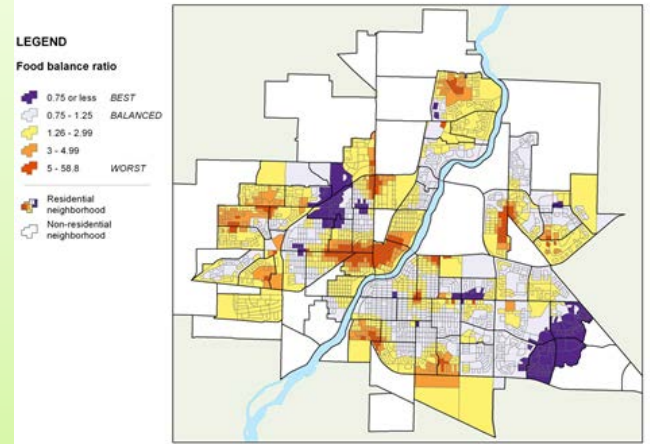 LEGEND
Food balance ratio
0.75 or less BEST
0.75 - 1.25 BALANCED
1.26 - 2.99
3 - 4.99
5 - 58.8 WORST
Residential
neighborhood
Non-residential
neighborhood